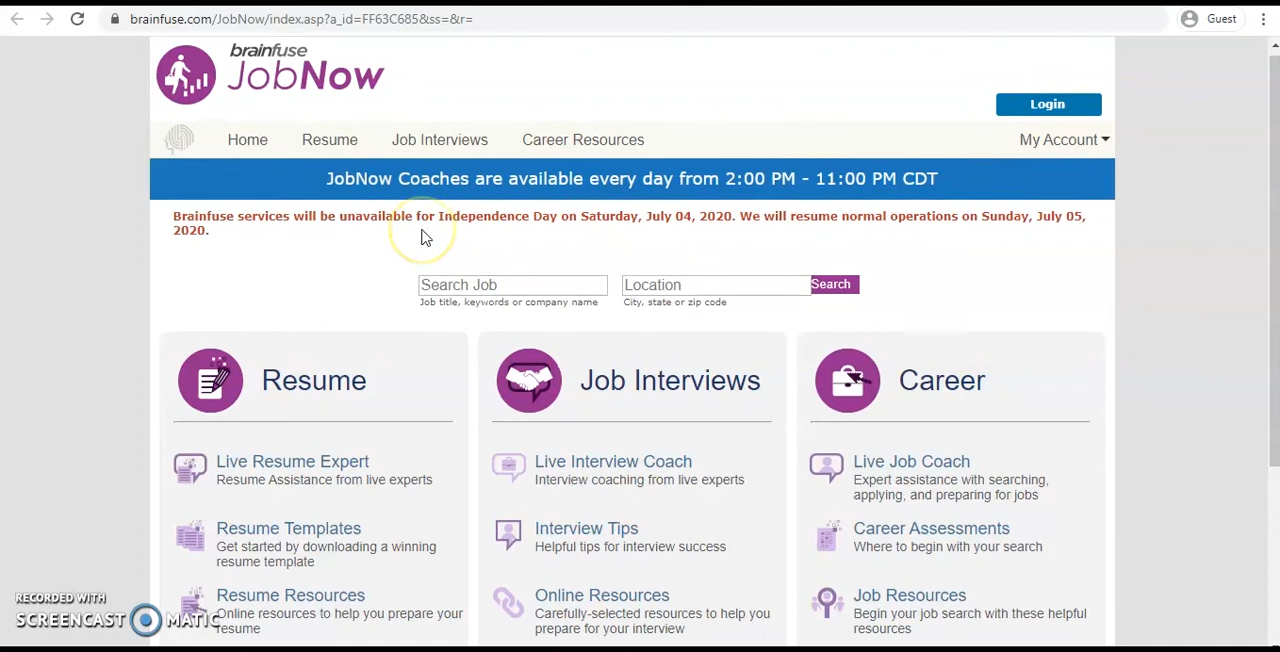 brainfuse.com/JobNow/index.asp?a_id=FF63C685&ss=&r=
Guest
brainfuse
JobNow
Login
Home Resume Job Interviews Career Resources My Account
JobNow Coaches are available every day from 2:00 PM - 11:00 PM CDT
Brainfuse services will be unavailable for Independence Day on Saturday, July 04, 2020. We will resume normal operations on Sunday, July 05,
2020.
Search Job Location Search
Job title, keywords or company name City, state or zip code
Resume
Live Resume Expert
Resume Assistance from live experts
Resume Templates
Get started by downloading a winning
resume template
Resume Resources
Online resources to help you prepare your
resume
Job Interviews
Live Interview Coach
Interview coaching from live experts
Interview Tips
Helpful tips for interview success
Online Resources
Carefully-selected resources to help you
prepare for your interview
Career
Live Job Coach
Expert assistance with searching,
applying, and preparing for jobs
Career Assessments
Where to begin with your search
Job Resources
Begin your job search with these helpful
resources
RECORDED WITH
SCREENCAST MATIC